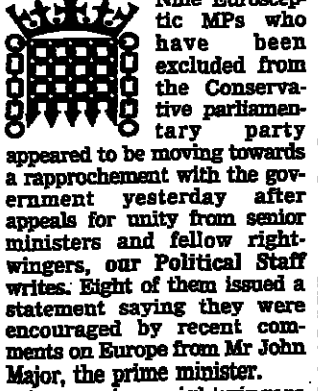 Nine Euroscep-
tic MPs who
have been
excluded from
the Conserva-
tive parliamen-
tary party
appeared to be moving towards
a rapprochement with the gov-
ernment yesterday after
appeals for unity from senior
ministers and fellow right-
wingers, our Political Staff
writes. Eight of them issued a
statement saying they were
encouraged by recent com-
ments on Europe from Mr John
Major, the prime minister.